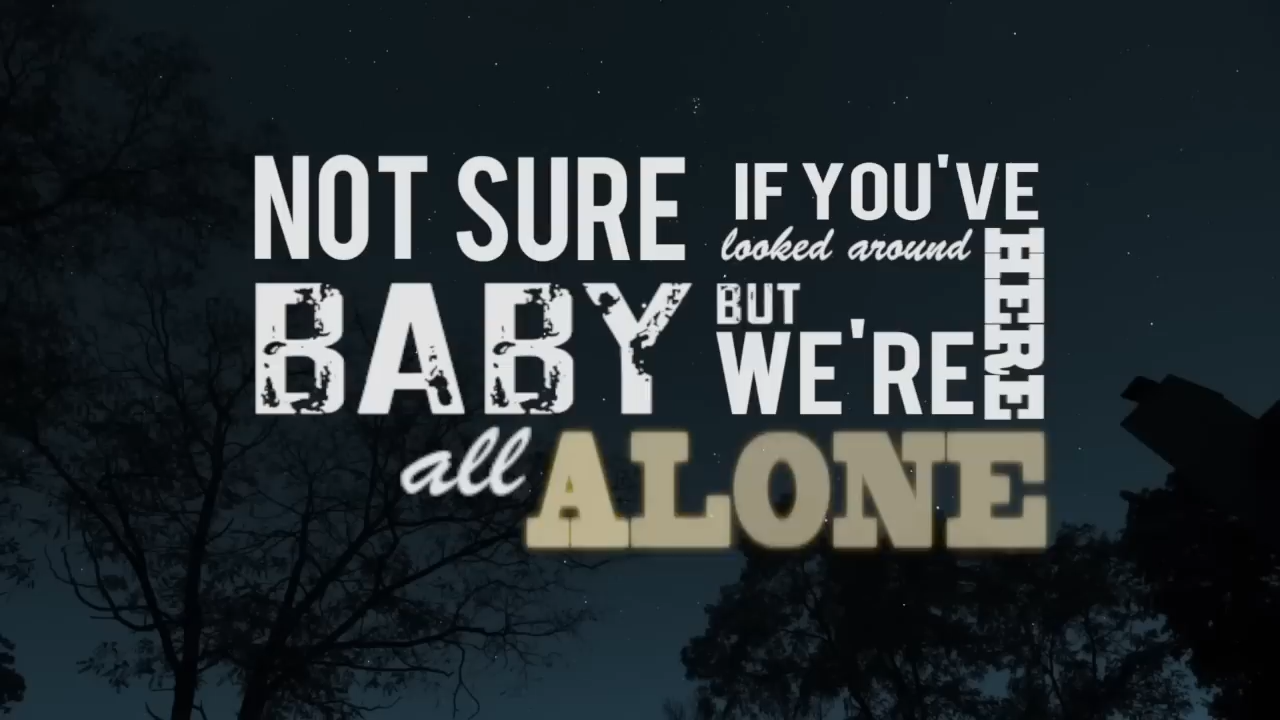 NOT SURE
BABY
IF YOU'VE
looked around
HERE
BUT
WE'RE
all ALONE